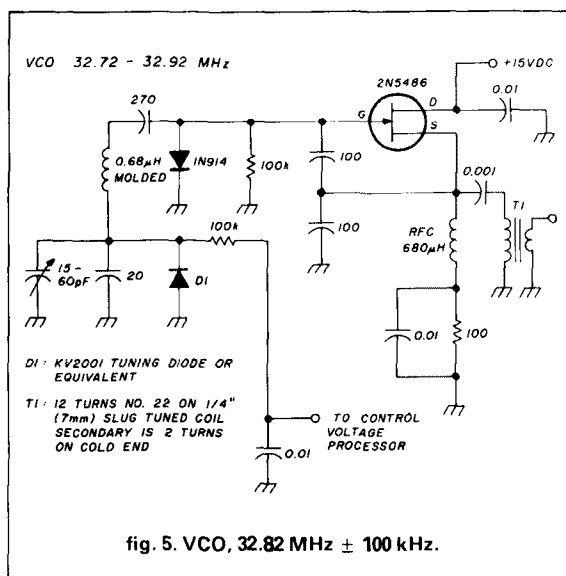 VCO 32.72 - 32.92 MHz
2N5486
+15VDC
270
G
D
S
0.01
0.68µH
MOLDED
1N914
100k
100
0.001
T1
100k
100
RFC
680µH
15-
60pF
20
D1
0.01
100
D1: KV2001 TUNING DIODE OR
EQUIVALENT
T1: 12 TURNS NO. 22 ON 1/4"
(7mm) SLUG TUNED COIL
SECONDARY IS 2 TURNS
ON COLD END
TO CONTROL
VOLTAGE
PROCESSOR
0.01
fig. 5. VCO, 32.82 MHz ± 100 kHz.